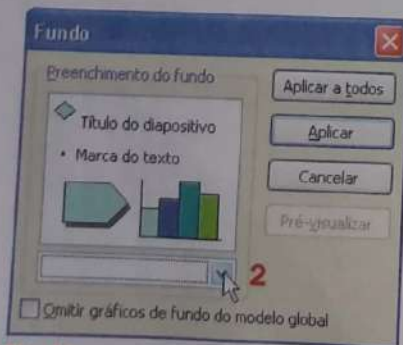 Fundo
Preenchimento do fundo
Título do diapositivo
• Marca do texto
2
Omitir gráficos de fundo do modelo global
Aplicar a todos
Aplicar
Cancelar
Pré-visualizar